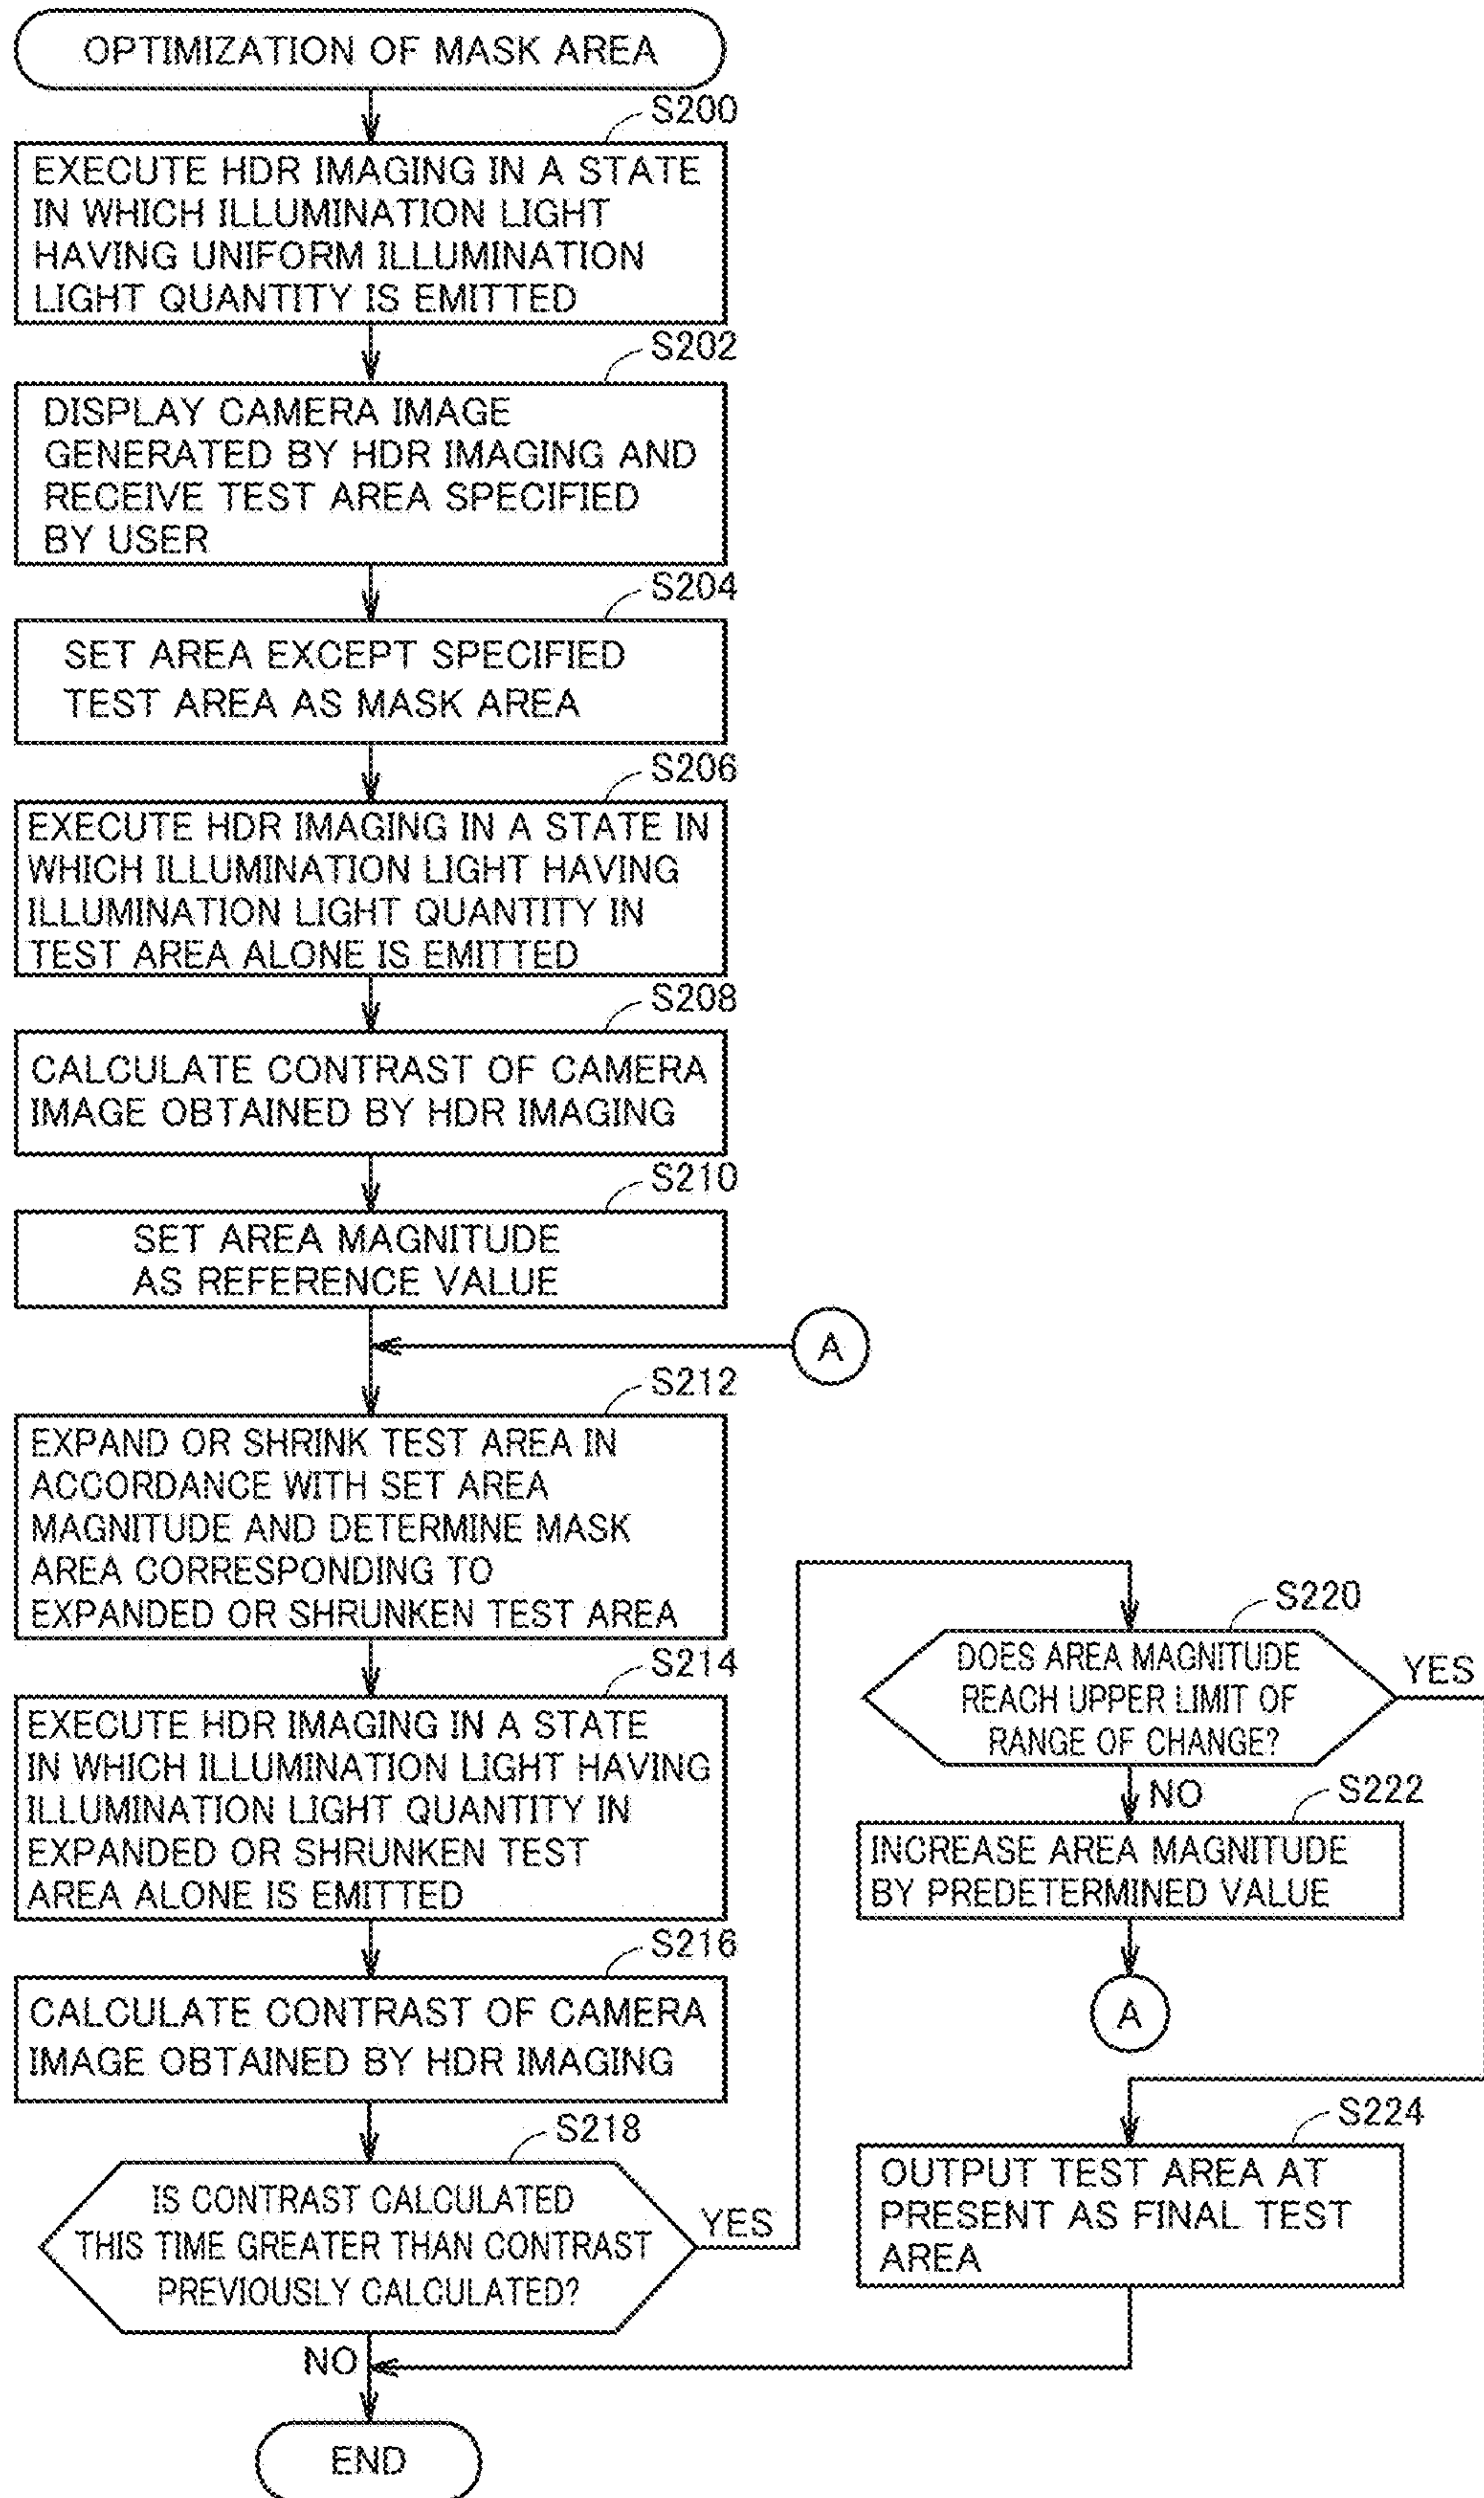 OPTIMIZATION OF MASK AREA
S200
EXECUTE HDR IMAGING IN A STATE
IN WHICH ILLUMINATION LIGHT
HAVING UNIFORM ILLUMINATION
LIGHT QUANTITY IS EMITTED
S202
DISPLAY CAMERA IMAGE
GENERATED BY HDR IMAGING AND
RECEIVE TEST AREA SPECIFIED
BY USER
S204
SET AREA EXCEPT SPECIFIED
TEST AREA AS MASK AREA
S206
EXECUTE HDR IMAGING IN A STATE IN
WHICH ILLUMINATION LIGHT HAVING
ILLUMINATION LIGHT QUANTITY IN
TEST AREA ALONE IS EMITTED
S208
CALCULATE CONTRAST OF CAMERA
IMAGE OBTAINED BY HDR IMAGING
S210
SET AREA MAGNITUDE
AS REFERENCE VALUE
A
S212
EXPAND OR SHRINK TEST AREA IN
ACCORDANCE WITH SET AREA
MAGNITUDE AND DETERMINE MASK
AREA CORRESPONDING TO
EXPANDED OR SHRUNKEN TEST AREA
S214
EXECUTE HDR IMAGING IN A STATE
IN WHICH ILLUMINATION LIGHT HAVING
ILLUMINATION LIGHT QUANTITY IN
EXPANDED OR SHRUNKEN TEST
AREA ALONE IS EMITTED
S216
CALCULATE CONTRAST OF CAMERA
IMAGE OBTAINED BY HDR IMAGING
S218
IS CONTRAST CALCULATED
THIS TIME GREATER THAN CONTRAST
PREVIOUSLY CALCULATED?
YES
NO
S220
DOES AREA MAGNITUDE
REACH UPPER LIMIT OF
RANGE OF CHANGE?
YES
NO
S222
INCREASE AREA MAGNITUDE
BY PREDETERMINED VALUE
A
S224
OUTPUT TEST AREA AT
PRESENT AS FINAL TEST
AREA
END